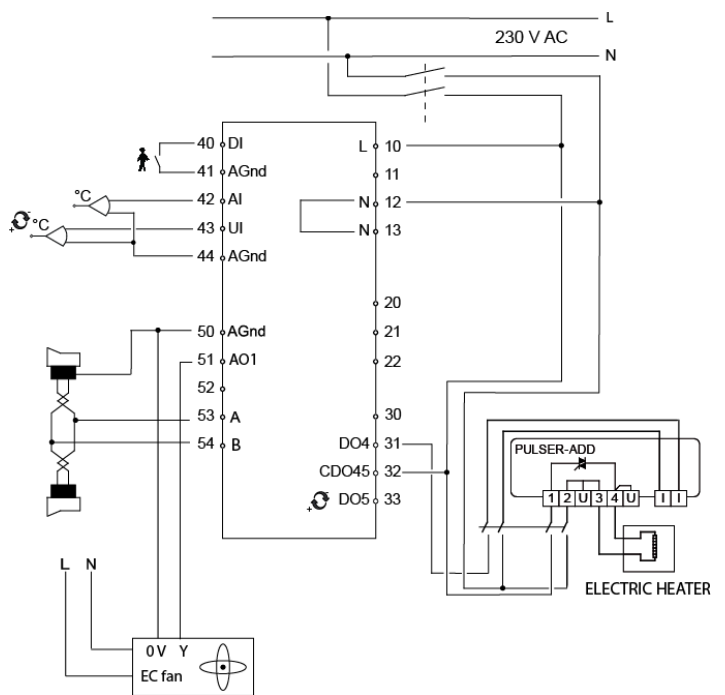 L
230 V AC
N
40 DI
L 10
41 AGnd
11
°C
42 AI
N 12
°C
43 UI
N 13
44 AGnd
20
50 AGnd
21
51 AO1
22
52
53 A
30
54 B
DO4 31
PULSER-ADD
CDO45 32
1 2 U 3 4 U I I
DO5 33
L N
ELECTRIC HEATER
0 V Y
EC fan